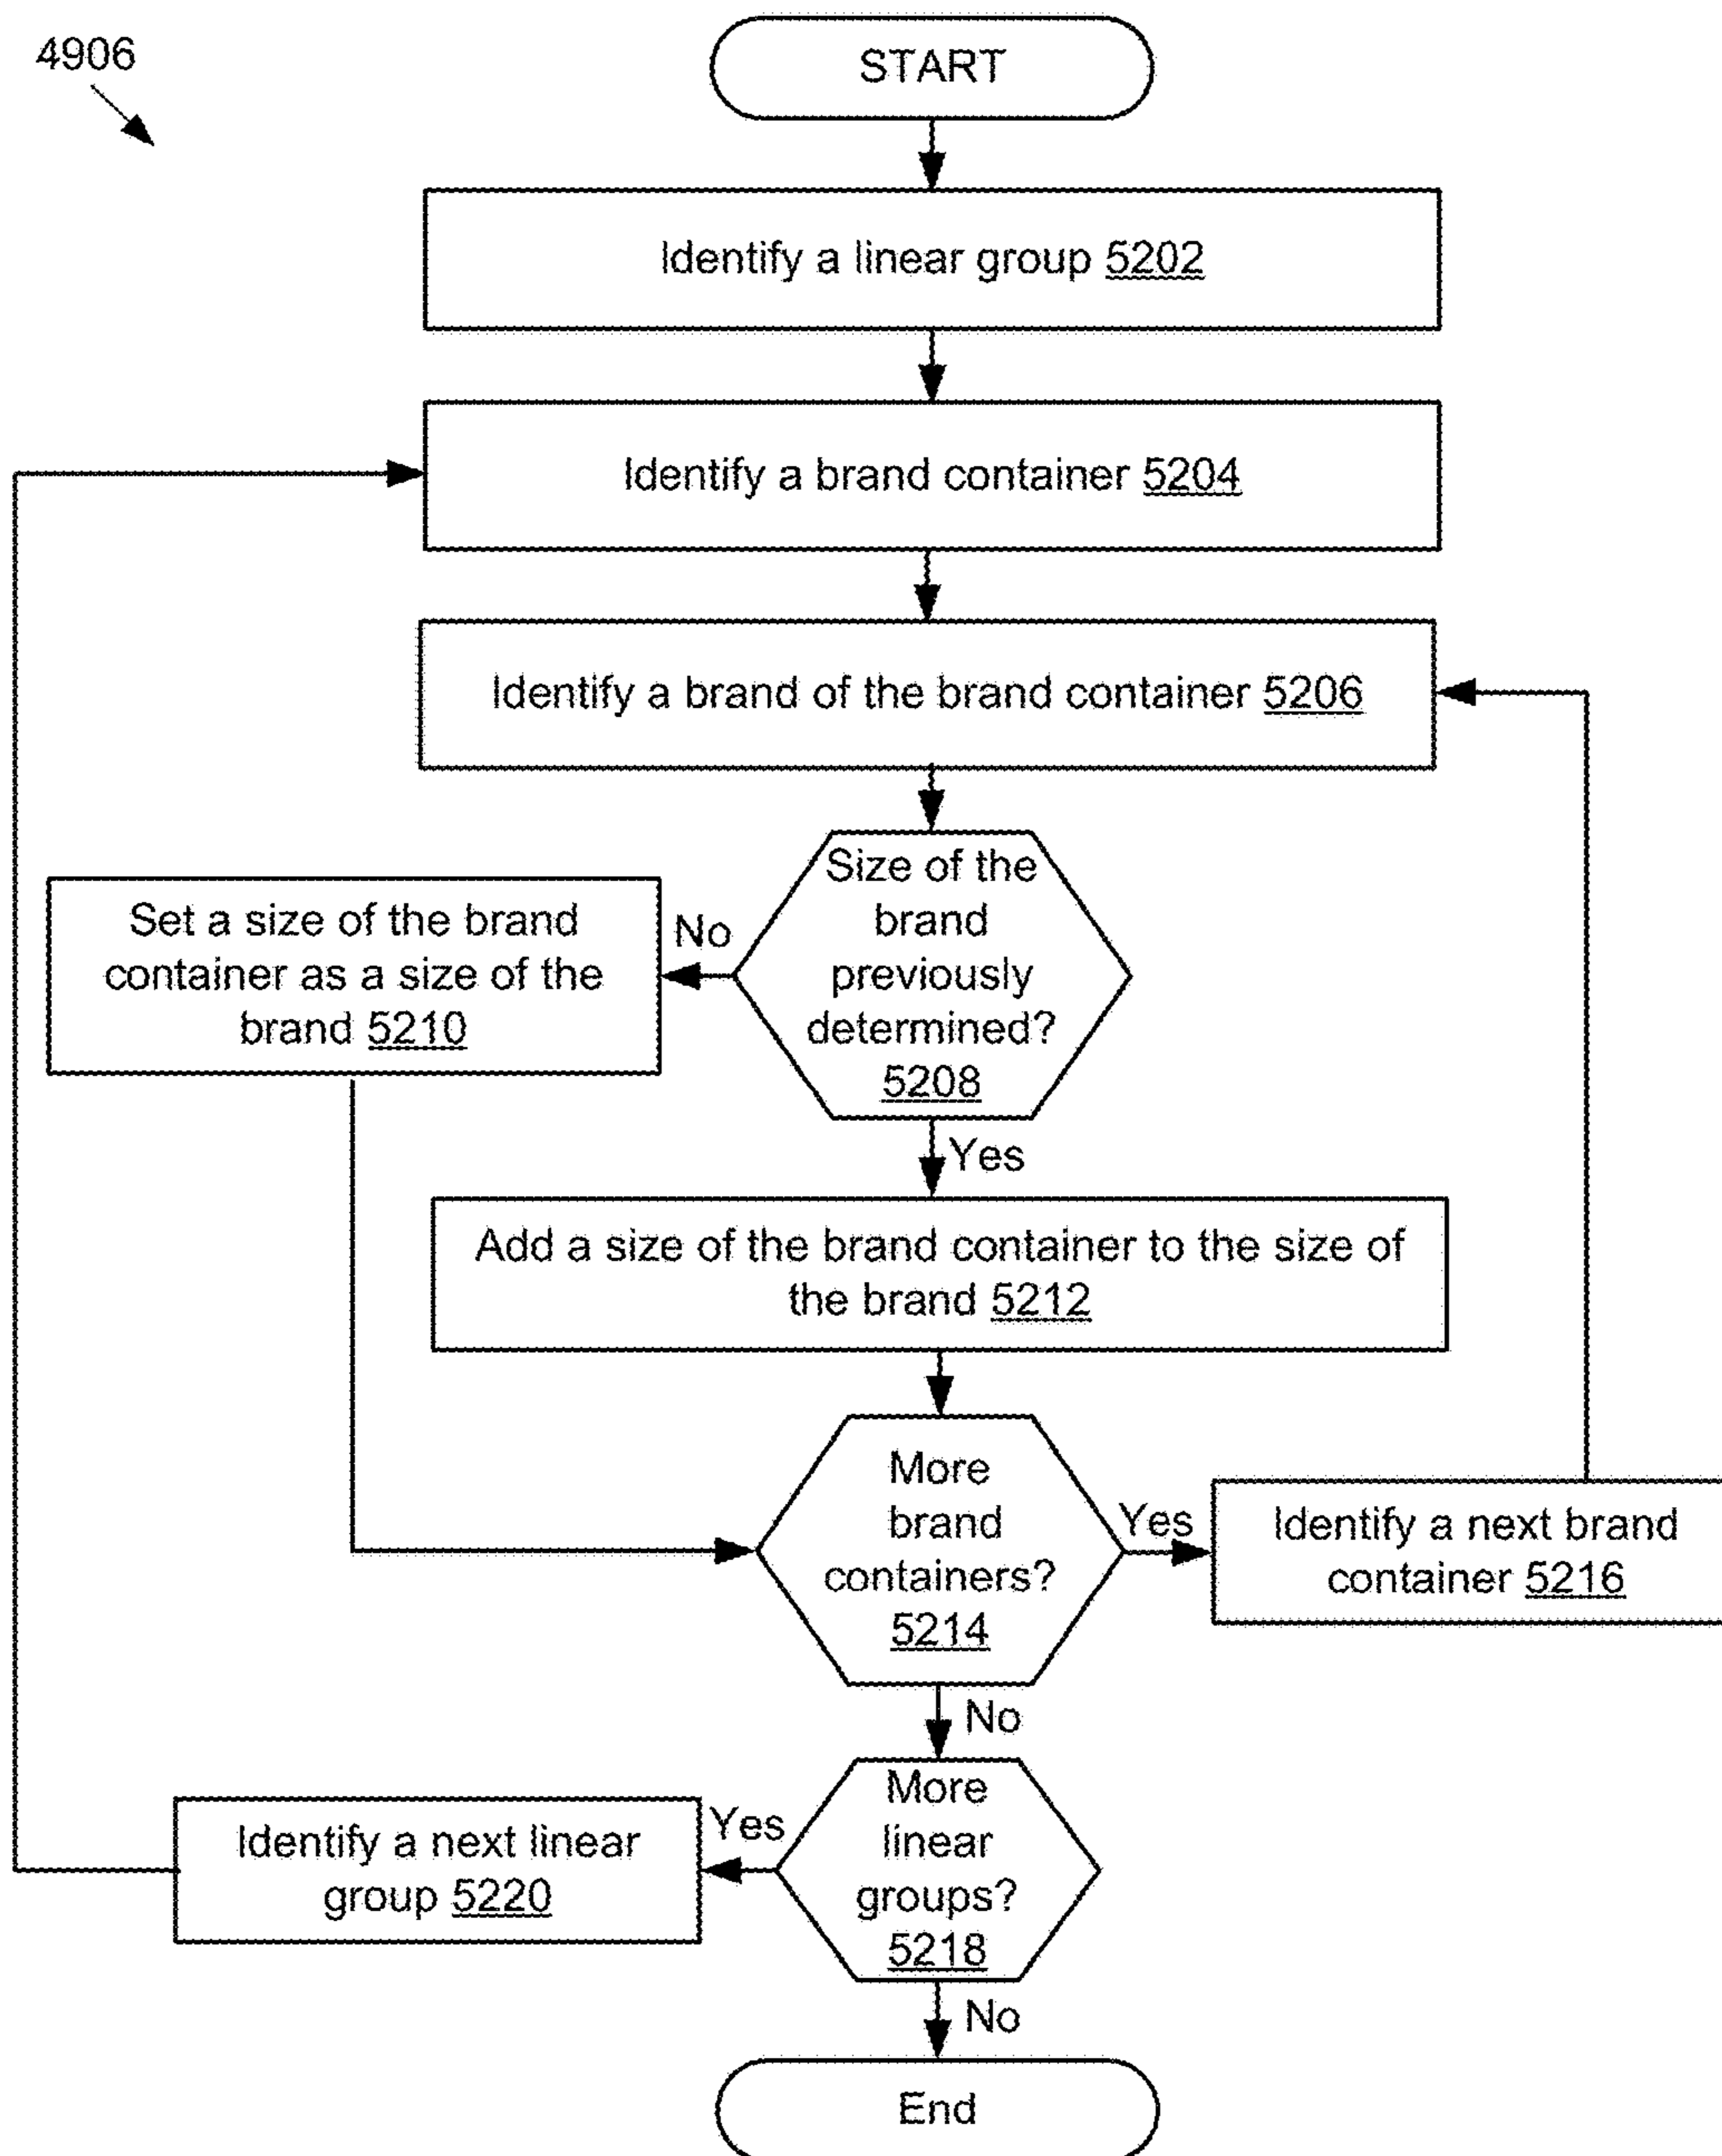 4906
START
Identify a linear group 5202
Identify a brand container 5204
Identify a brand of the brand container 5206
Size of the
brand
previously
determined?
5208
No
Set a size of the brand
container as a size of the
brand 5210
Yes
Add a size of the brand container to the size of
the brand 5212
More
brand
containers?
5214
Yes
Identify a next brand
container 5216
No
More
linear
groups?
5218
Yes
Identify a next linear
group 5220
No
End